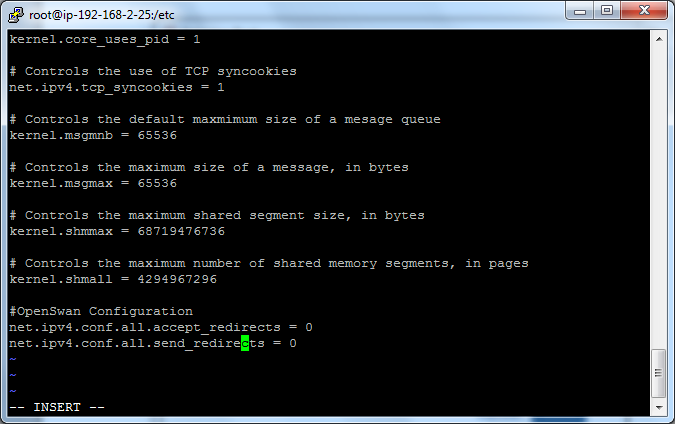 root@ip-192-168-2-25:/etc
kernel.core_uses_pid = 1
# Controls the use of TCP syncookies
net.ipv4.tcp_syncookies = 1
# Controls the default maxmimum size of a mesage queue
kernel.msgmnb = 65536
# Controls the maximum size of a message, in bytes
kernel.msgmax = 65536
# Controls the maximum shared segment size, in bytes
kernel.shmmax = 68719476736
# Controls the maximum number of shared memory segments, in pages
kernel.shmall = 4294967296
#OpenSwan Configuration
net.ipv4.conf.all.accept_redirects = 0
net.ipv4.conf.all.send_redirects = 0
~
~
~
-- INSERT --